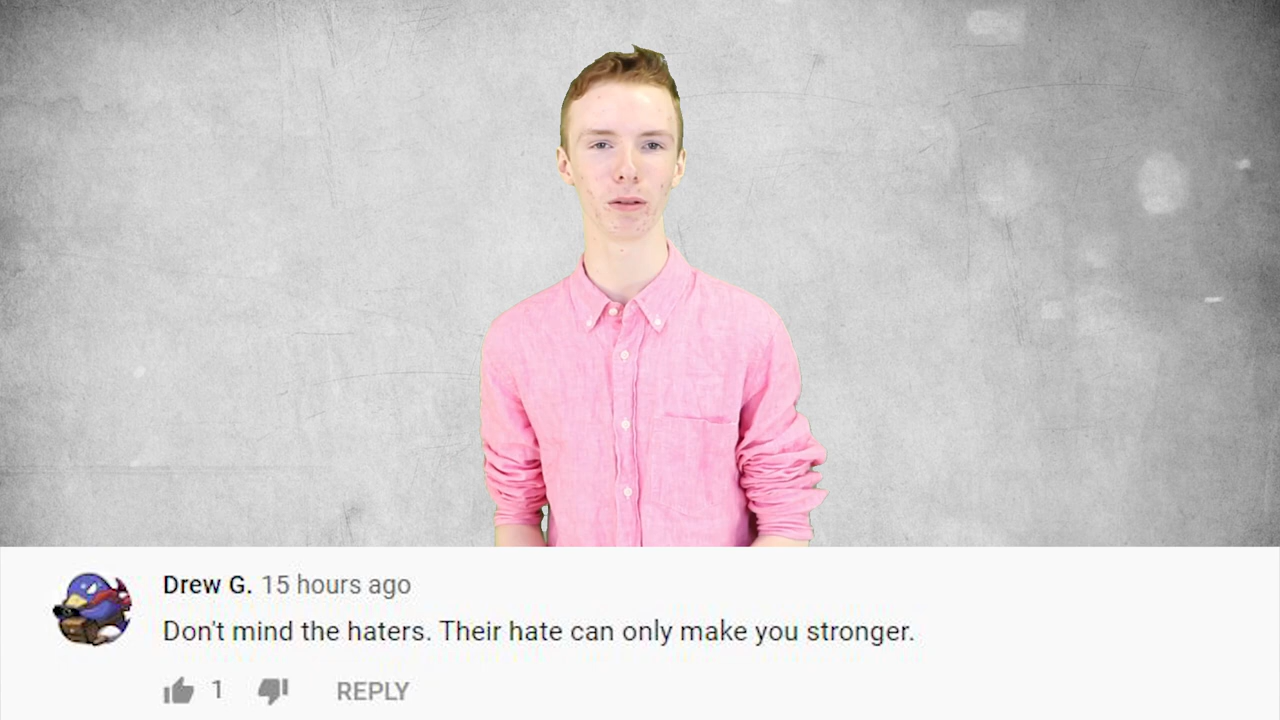 Drew G. 15 hours ago
Don't mind the haters. Their hate can only make you stronger.
1 REPLY